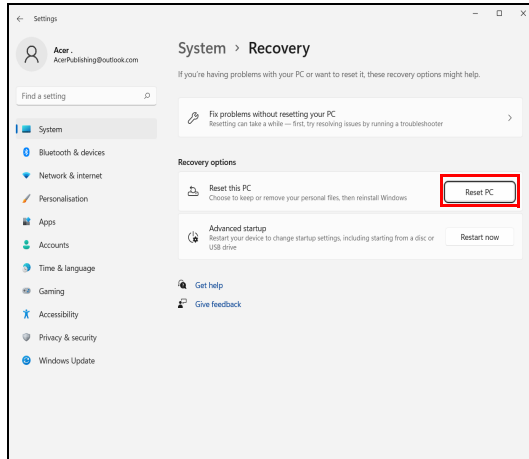 Settings
Acer .
AcerPublishing@outlook.com
Find a setting
System
Bluetooth & devices
Network & internet
Personalisation
Apps
Accounts
Time & language
Gaming
Accessibility
Privacy & security
Windows Update
System > Recovery
If you're having problems with your PC or want to reset it, these recovery options might help.
Fix problems without resetting your PC
Resetting can take a while — first, try resolving issues by running a troubleshooter
Recovery options
Reset this PC
Choose to keep or remove your personal files, then reinstall Windows
Reset PC
Advanced startup
Restart your device to change startup settings, including starting from a disc or
USB drive
Restart now
Get help
Give feedback